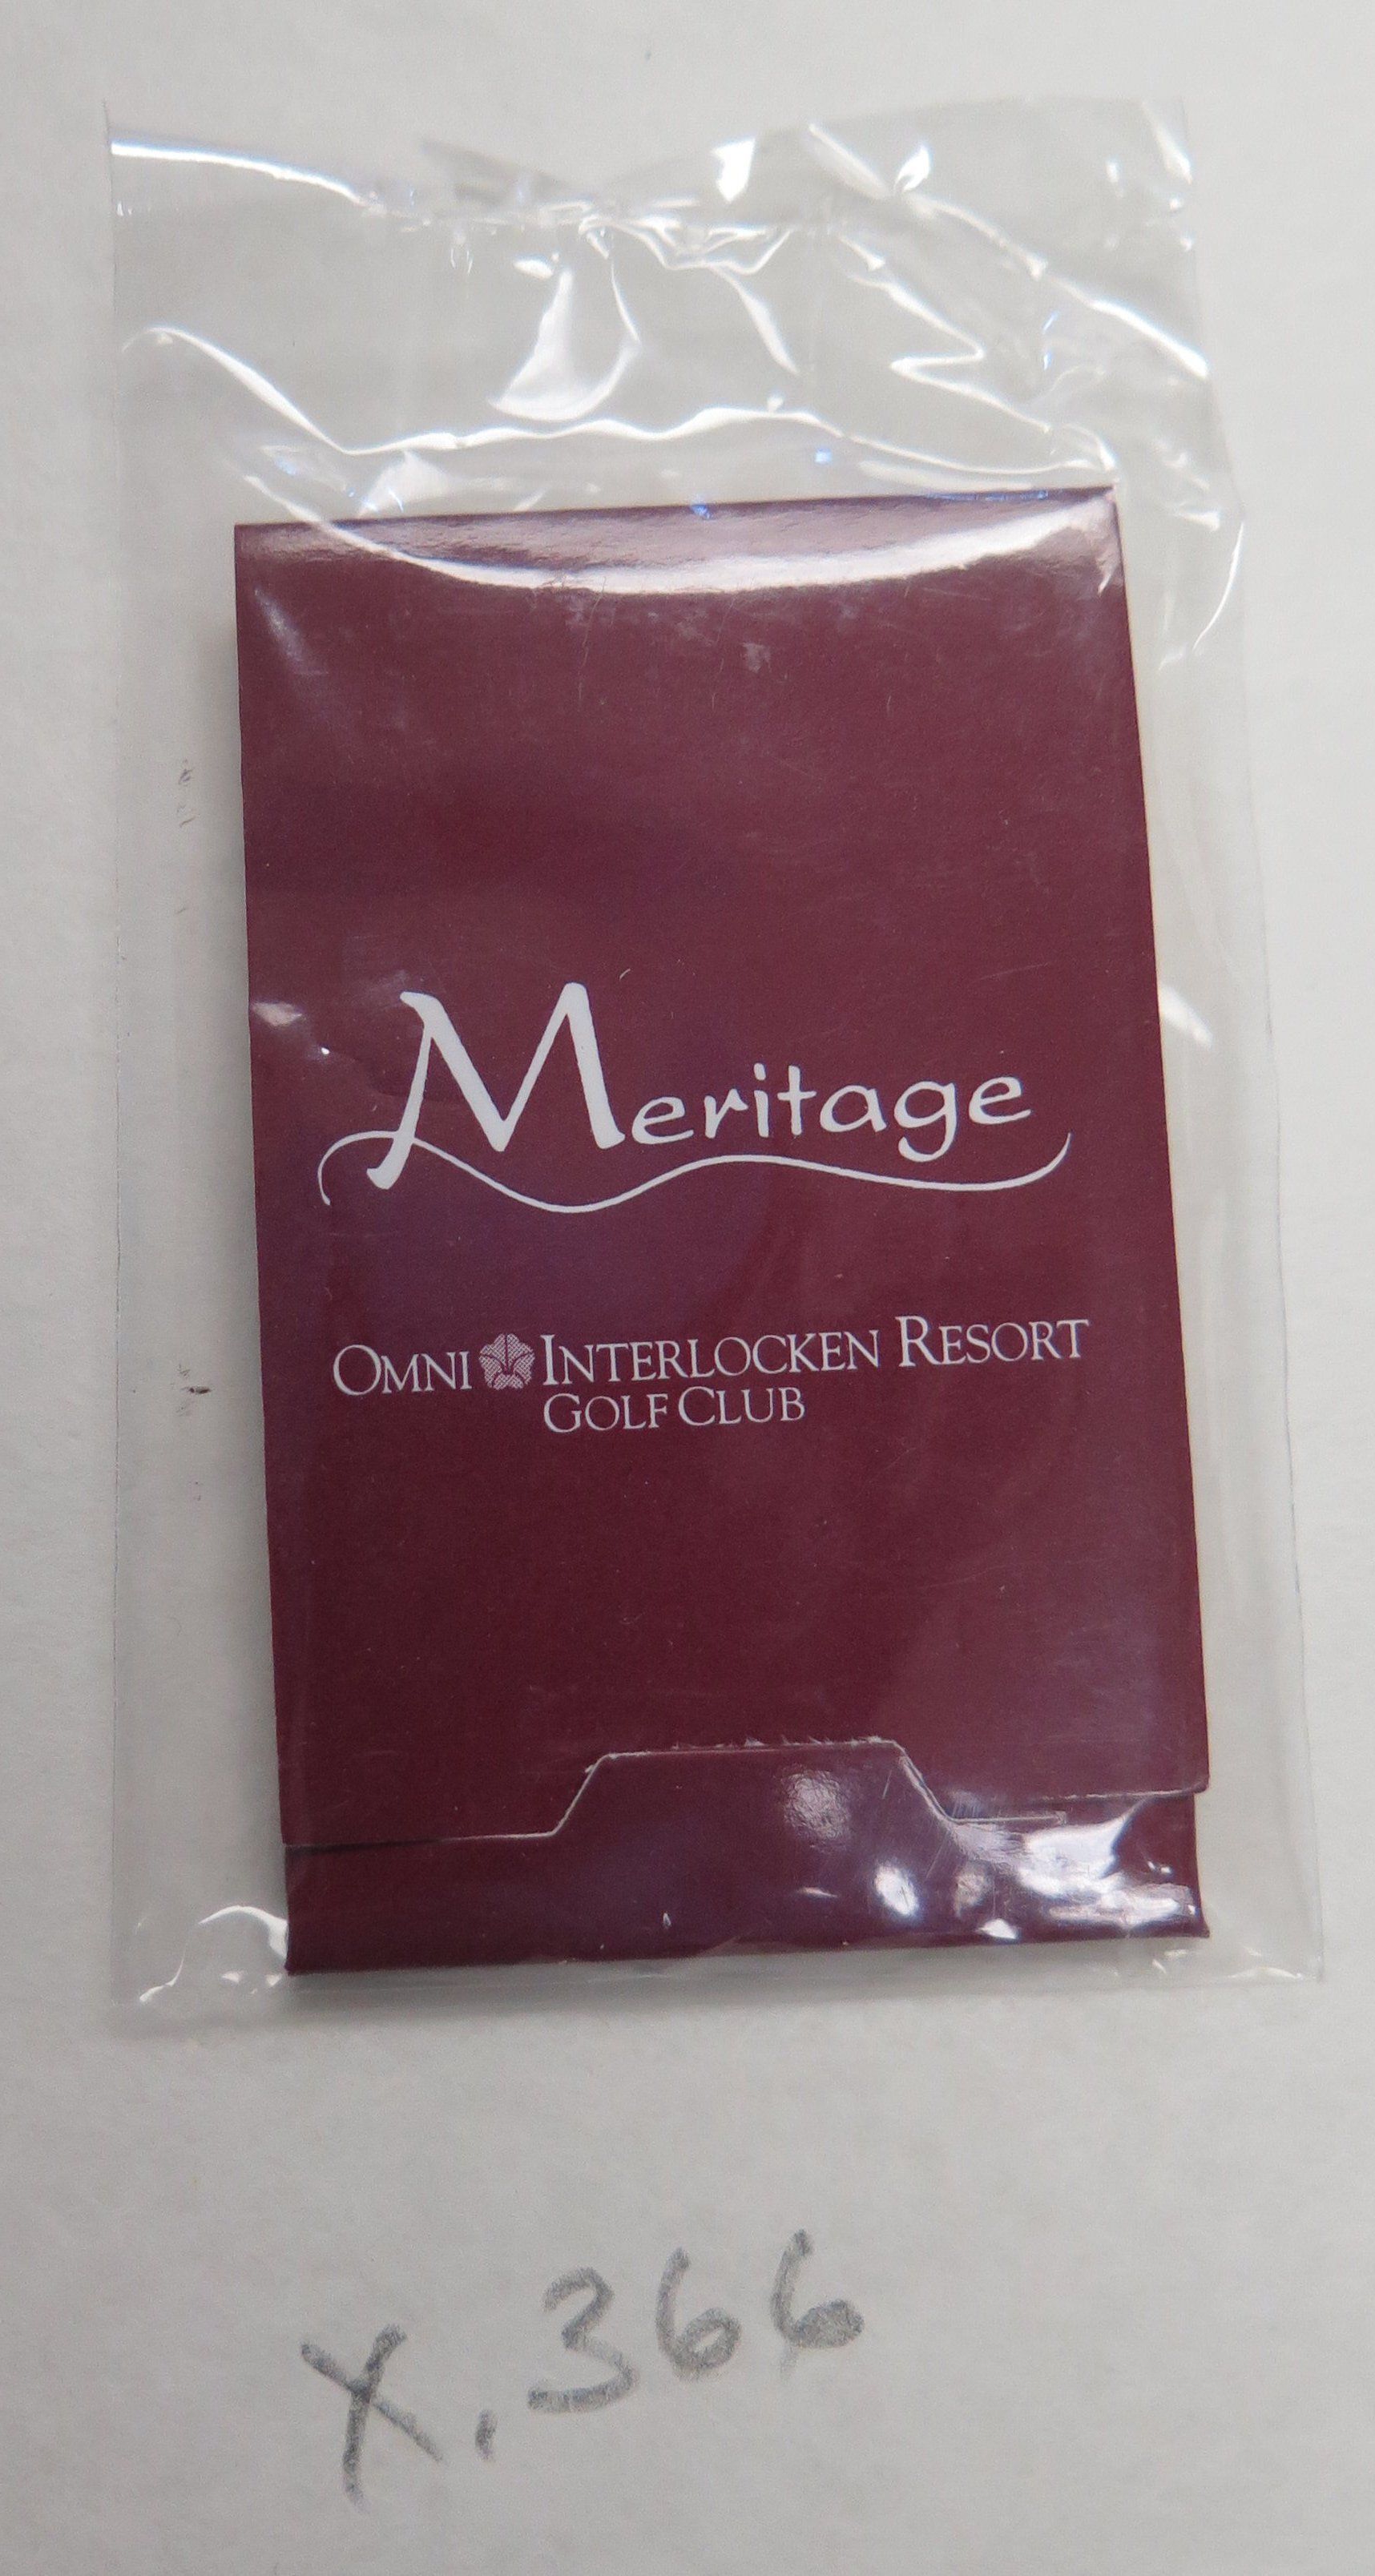 Meritage
OMNI INTERLOCKEN RESORT
GOLF CLUB
X.366